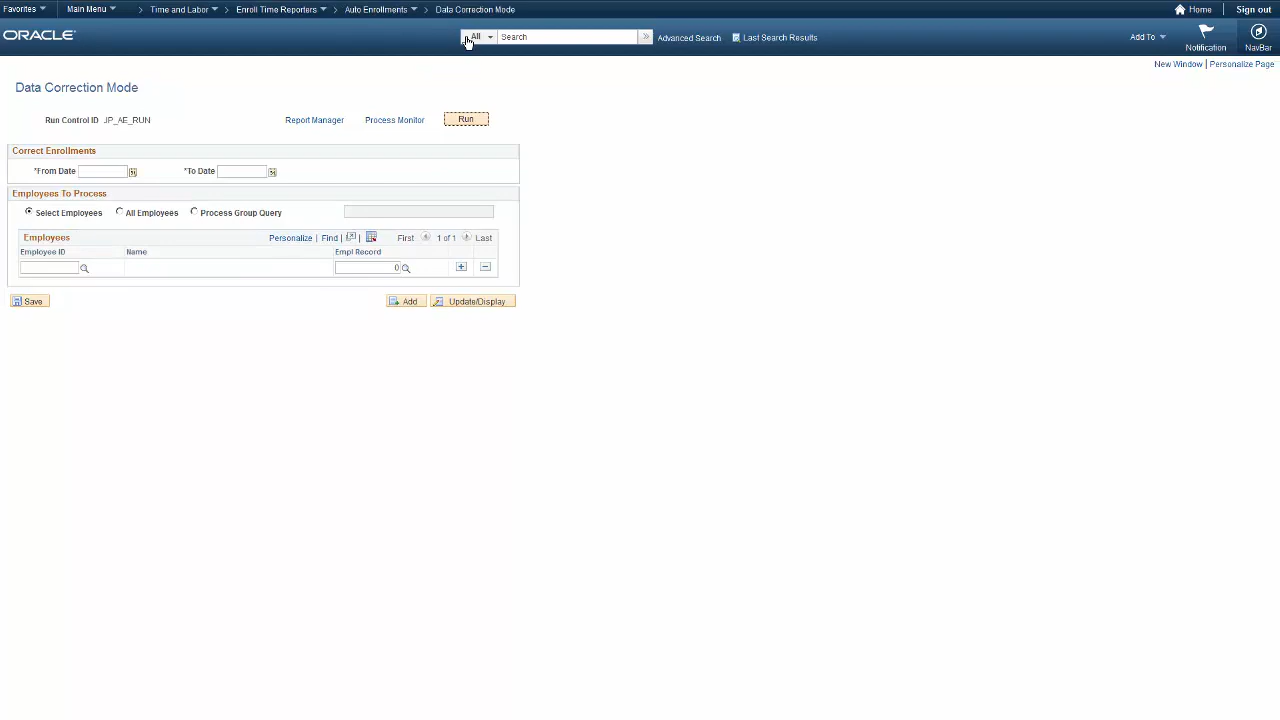 Favorites Main Menu > Time and Labor > Enroll Time Reporters > Auto Enrollments > Data Correction Mode Home Sign out
ORACLE All Search » Advanced Search Last Search Results Add To Notification NavBar
New Window | Personalize Page
Data Correction Mode
Run Control ID JP_AE_RUN Report Manager Process Monitor Run
Correct Enrollments
*From Date *To Date
Employees To Process
Select Employees All Employees Process Group Query
Employees Personalize | Find | First 1 of 1 Last
Employee ID Name Empl Record
0
Save Add Update/Display